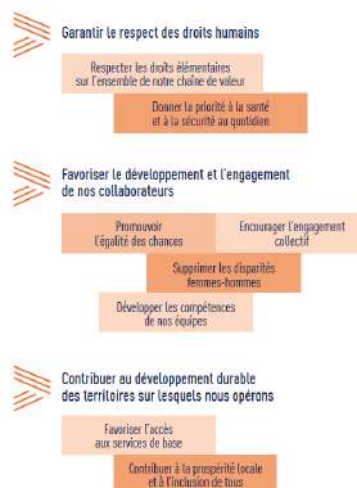 Garantir le respect des droits humains
Respecter les droits élémentaires
sur l'ensemble de notre chaîne de valeur
Donner la priorité à la santé
et à la sécurité au quotidien
Favoriser le développement et l'engagement
de nos collaborateurs
Promouvoir
l'égalité des chances
Encourager l'engagement
collectif
Supprimer les disparités
femmes-hommes
Développer les compétences
de nos équipes
Contribuer au développement durable
des territoires sur lesquels nous opérons
Favoriser l'accès
aux services de base
Contribuer à la prospérité locale
et à l'inclusion de tous